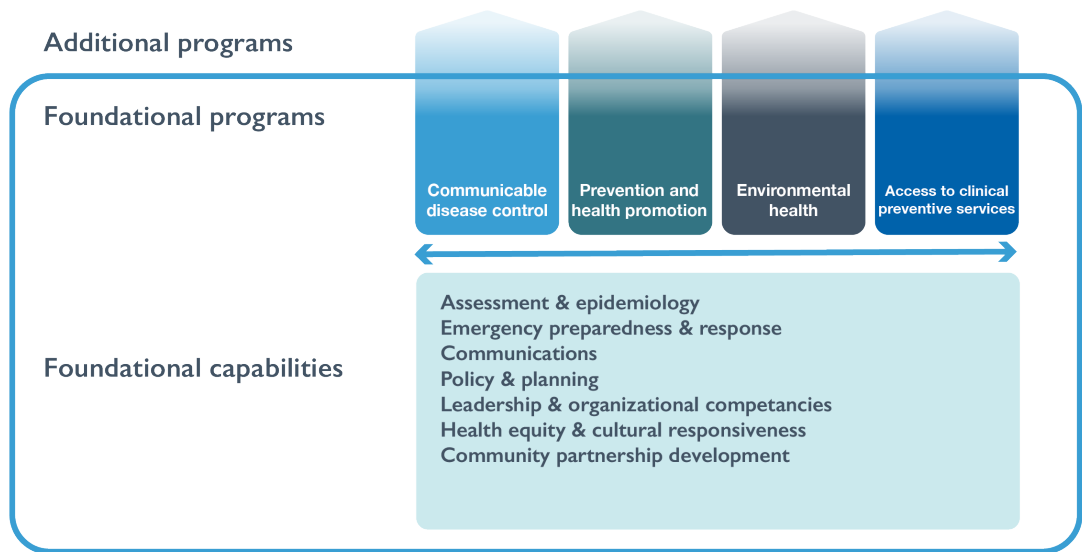 Additional programs
Foundational programs
Communicable
disease control
Prevention and
health promotion
Environmental
health
Access to clinical
preventive services
Foundational capabilities
Assessment & epidemiology
Emergency preparedness & response
Communications
Policy & planning
Leadership & organizational competancies
Health equity & cultural responsiveness
Community partnership development